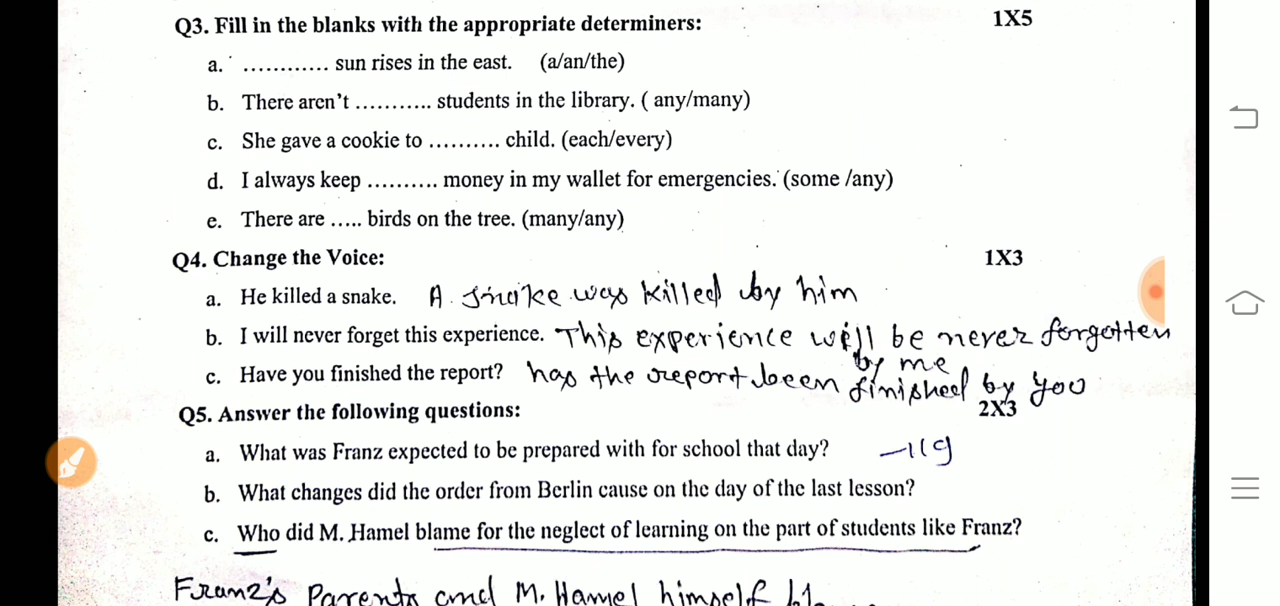 Q3. Fill in the blanks with the appropriate determiners: 1X5
a. ............ sun rises in the east. (a/an/the)
b. There aren't ........... students in the library. ( any/many)
c. She gave a cookie to .......... child. (each/every)
d. I always keep .......... money in my wallet for emergencies. (some /any)
e. There are ..... birds on the tree. (many/any)
Q4. Change the Voice: 1X3
a. He killed a snake. A snake was killed by him
b. I will never forget this experience. This experience will be never forgotten
by me
c. Have you finished the report? has the report been finished by you
Q5. Answer the following questions: 2X3
a. What was Franz expected to be prepared with for school that day?
b. What changes did the order from Berlin cause on the day of the last lesson?
c. Who did M. Hamel blame for the neglect of learning on the part of students like Franz?
Franz's Parents and M. Hamel himself